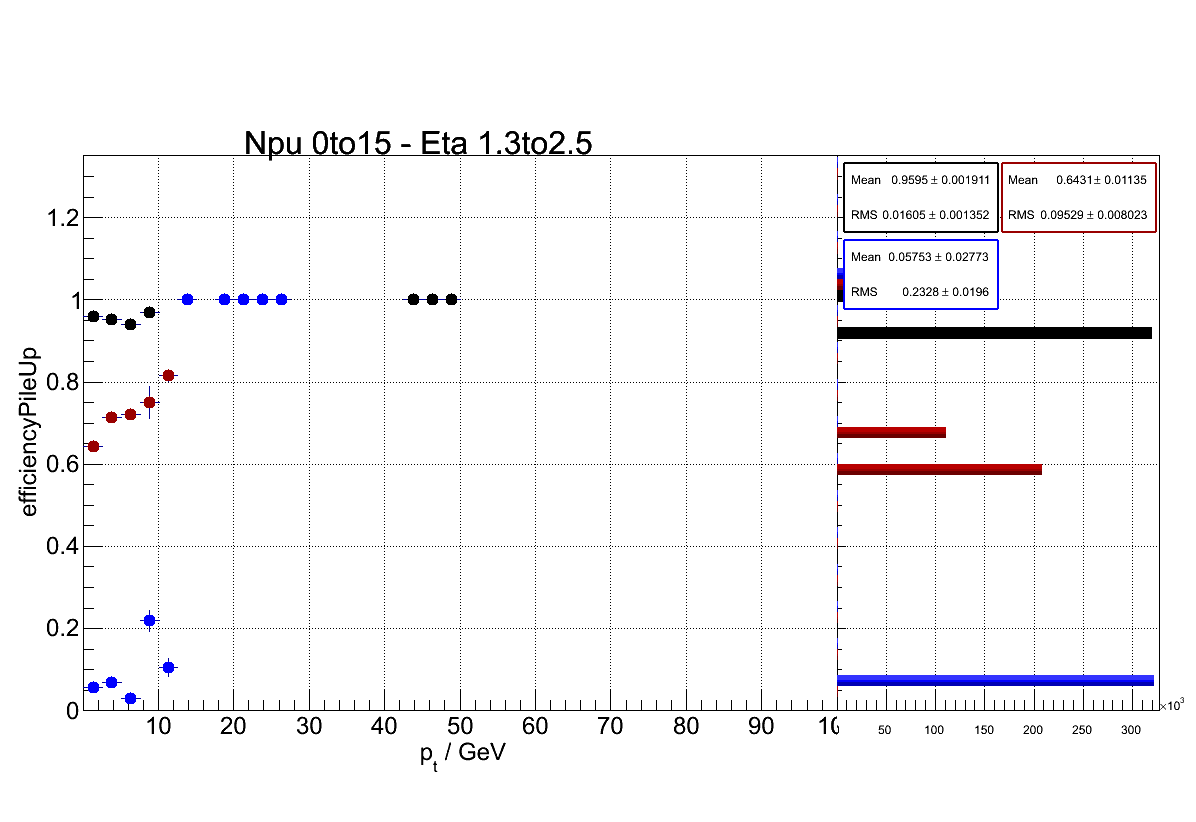 Npu 0to15 - Eta 1.3to2.5
Mean 0.9595 ± 0.001911
RMS 0.01605 ± 0.001352
Mean 0.6431± 0.01135
RMS 0.09529 ± 0.008023
Mean 0.05753 ± 0.02773
RMS 0.2328 ± 0.0196
efficiencyPileUp
1.2
1
0.8
0.6
0.4
0.2
0
10 20 30 40 50 60 70 80 90 10
p_t / GeV
50 100 150 200 250 300
×10³